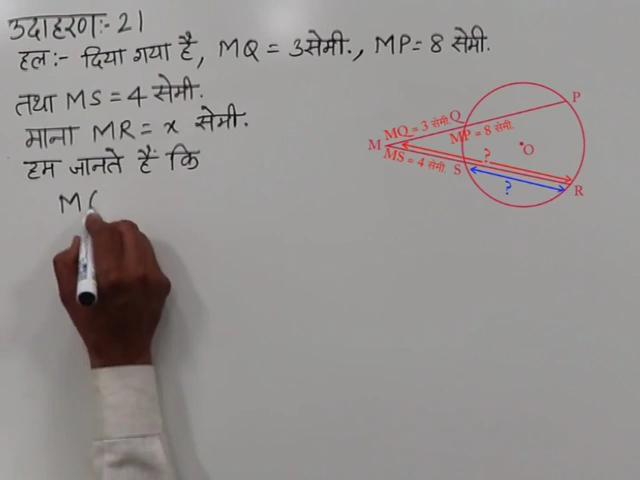 उदाहरण:- 21
हल:- दिया गया है, MQ = 3सेमी., MP = 8 सेमी.
तथा MS = 4 सेमी.
माना MR = x सेमी.
हम जानते हैं कि
M
P
Q
MQ = 3 सेमी.
MP = 8 सेमी.
M
O
?
MS = 4 सेमी.
S
?
R